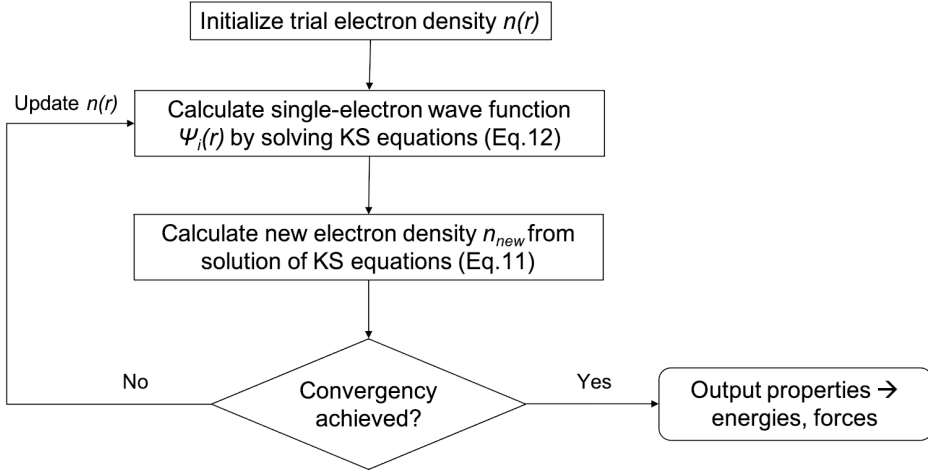 Initialize trial electron density n(r)
Update n(r)
Calculate single-electron wave function
Ψi(r) by solving KS equations (Eq.12)
Calculate new electron density nnew from
solution of KS equations (Eq.11)
No
Convergency
achieved?
Yes
Output properties →
energies, forces